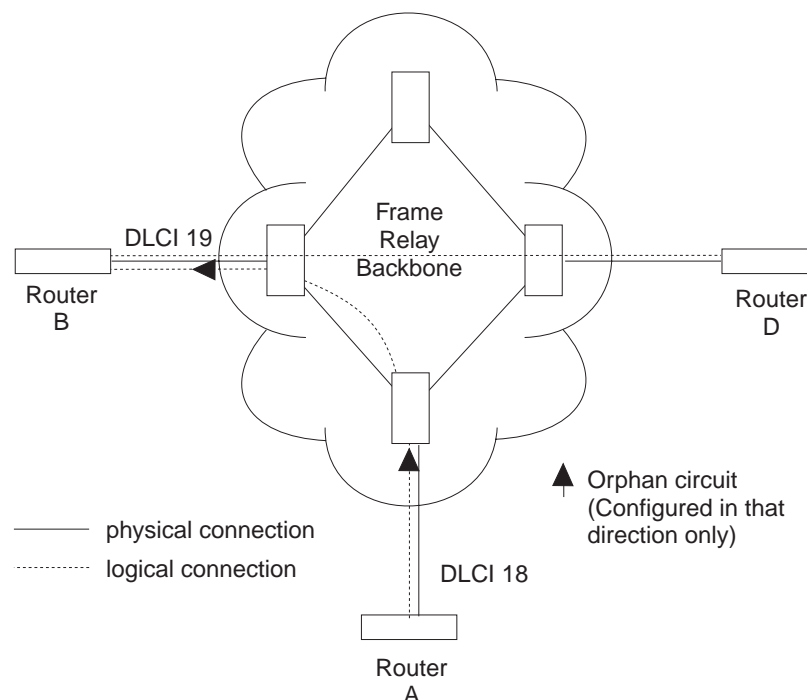 Frame
Relay
Backbone
DLCI 19
Router
B
Router
D
Orphan circuit
(Configured in that
direction only)
physical connection
logical connection
DLCI 18
Router
A